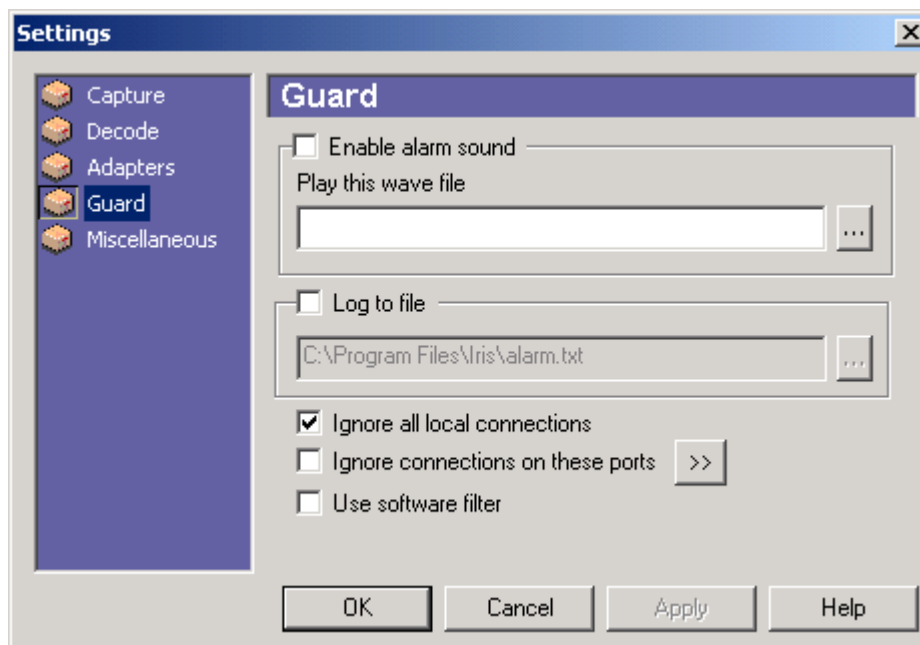 Settings
Capture
Decode
Adapters
Guard
Miscellaneous
Guard
Enable alarm sound
Play this wave file
...
Log to file
C:\Program Files\Iris\alarm.txt
...
Ignore all local connections
Ignore connections on these ports >>
Use software filter
OK Cancel Apply Help